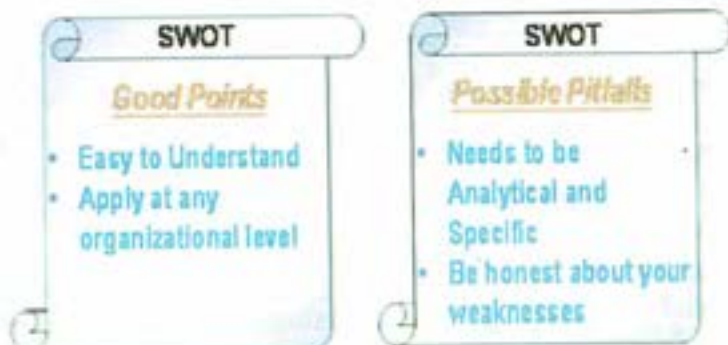 SWOT
Good Points
• Easy to Understand
• Apply at any
organizational level
SWOT
Possible Pitfalls
• Needs to be
Analytical and
Specific
• Be honest about your
weaknesses